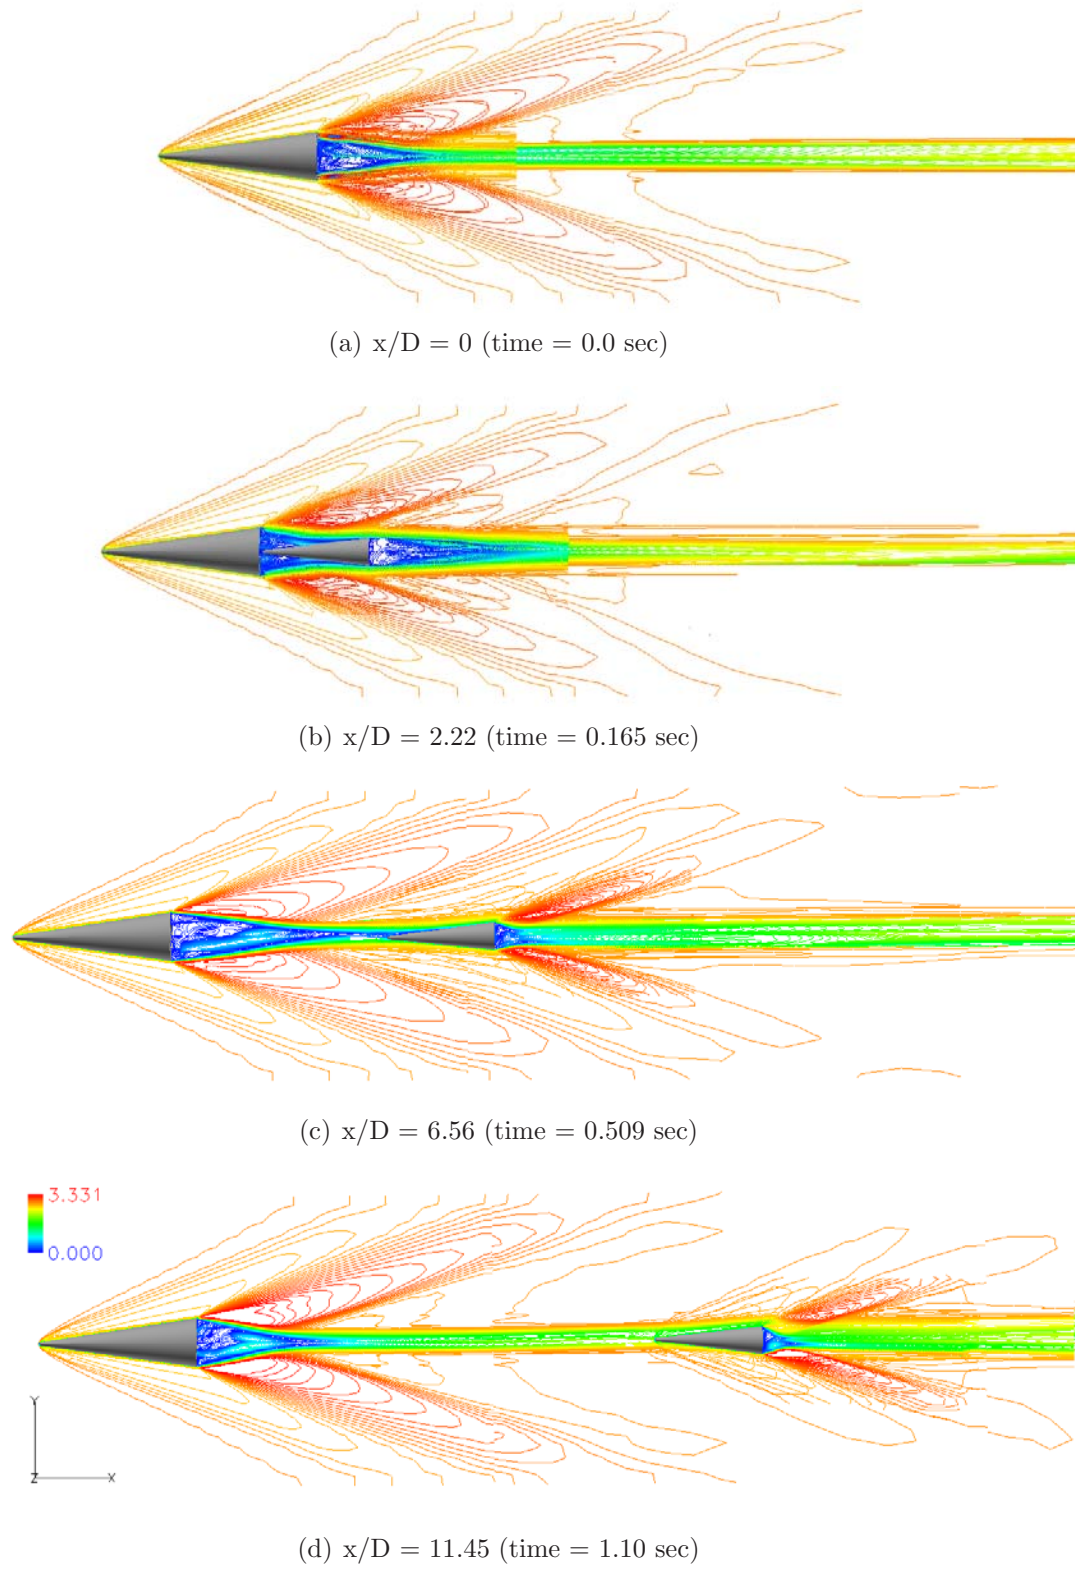 (a) x/D = 0 (time = 0.0 sec)
(b) x/D = 2.22 (time = 0.165 sec)
(c) x/D = 6.56 (time = 0.509 sec)
3.331
0.000
Y
Z
X
(d) x/D = 11.45 (time = 1.10 sec)